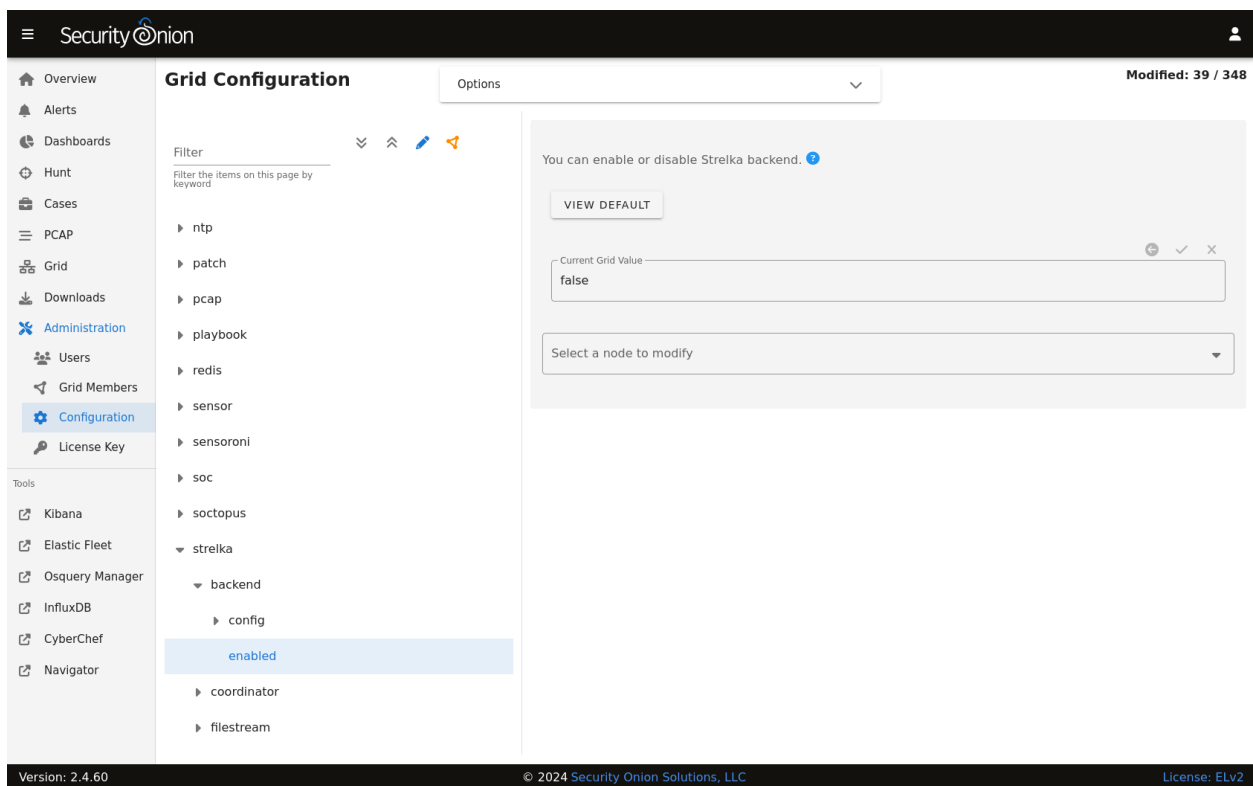 Security Onion
Overview
Alerts
Dashboards
Hunt
Cases
PCAP
Grid
Downloads
Administration
Users
Grid Members
Configuration
License Key
Tools
Kibana
Elastic Fleet
Osquery Manager
InfluxDB
CyberChef
Navigator
Grid Configuration
Options
Modified: 39 / 348
Filter
Filter the items on this page by
keyword
ntp
patch
pcap
playbook
redis
sensor
sensoroni
soc
soctopus
strelka
backend
config
enabled
coordinator
filestream
You can enable or disable Strelka backend. ?
VIEW DEFAULT
Current Grid Value
false
Select a node to modify
Version: 2.4.60
© 2024 Security Onion Solutions, LLC
License: ELv2